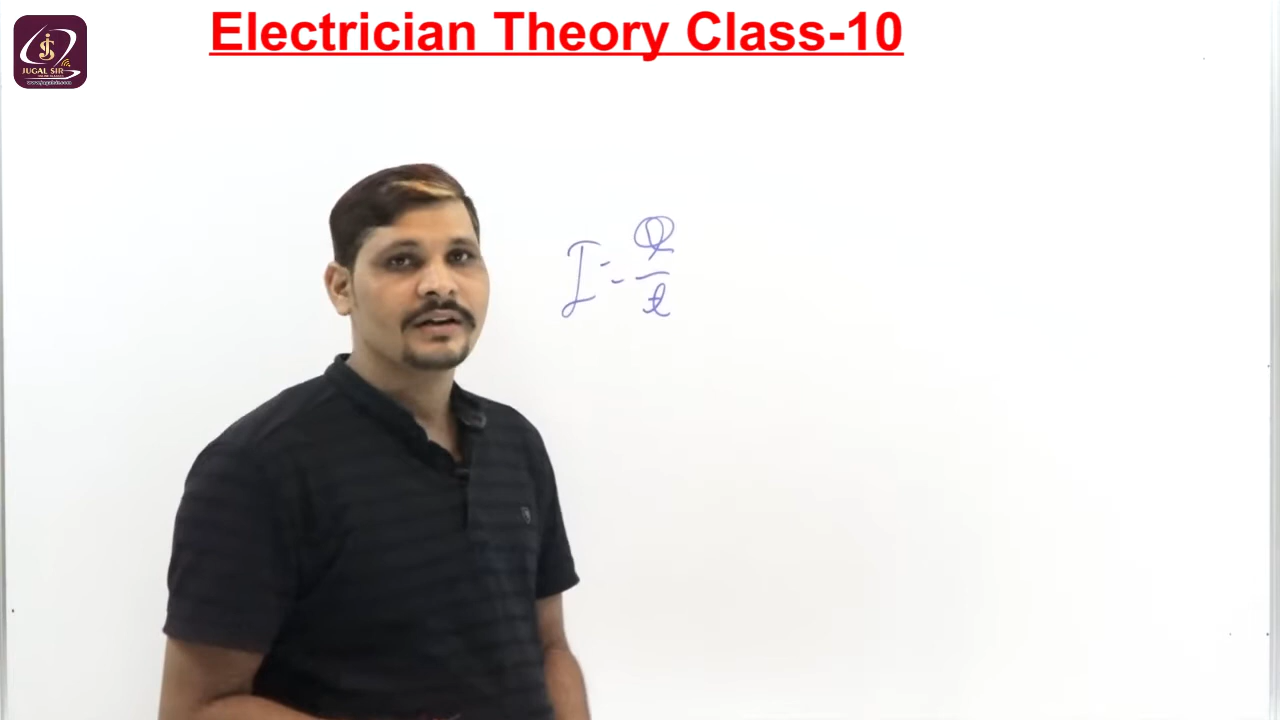 Electrician Theory Class-10
JUGAL SIR
I = Q
t